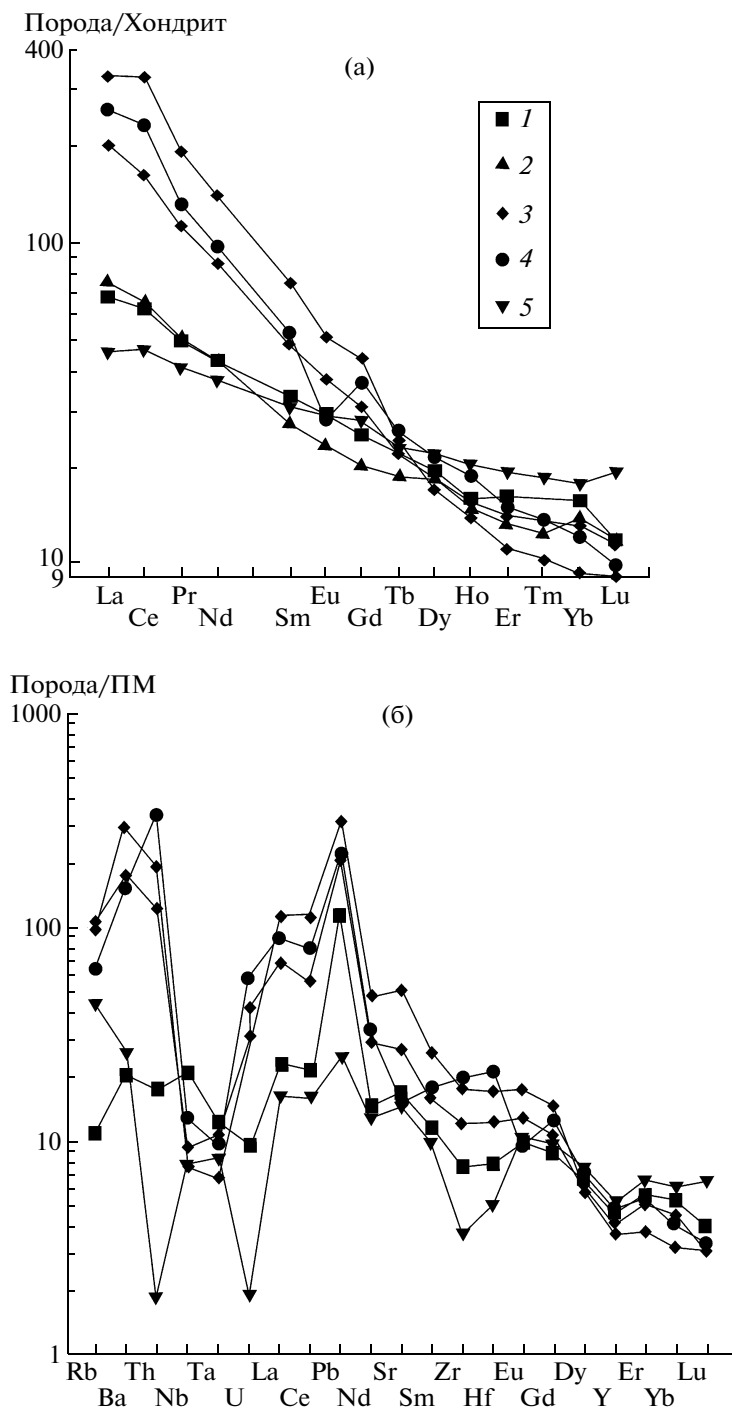 Порода/Хондрит
400
(а)
1
2
3
4
5
100
10
9
La Pr Eu Tb Ho Tm Lu
Ce Nd Sm Gd Dy Er Yb
Порода/ПМ
1000
(б)
100
10
1
Rb Th Ta La Pb Sr Zr Eu Dy Er Lu
Ba Nb U Ce Nd Sm Hf Gd Y Yb